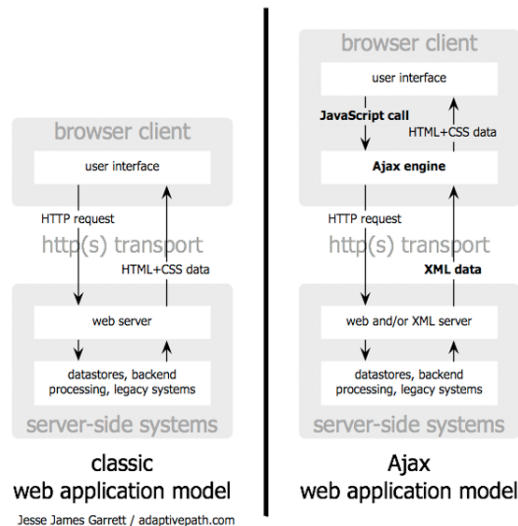 browser client
user interface
HTTP request
http(s) transport
HTML+CSS data
web server
datastores, backend
processing, legacy systems
server-side systems
classic
web application model
Jesse James Garrett / adaptivepath.com
browser client
user interface
JavaScript call
HTML+CSS data
Ajax engine
HTTP request
http(s) transport
XML data
web and/or XML server
datastores, backend
processing, legacy systems
server-side systems
Ajax
web application model